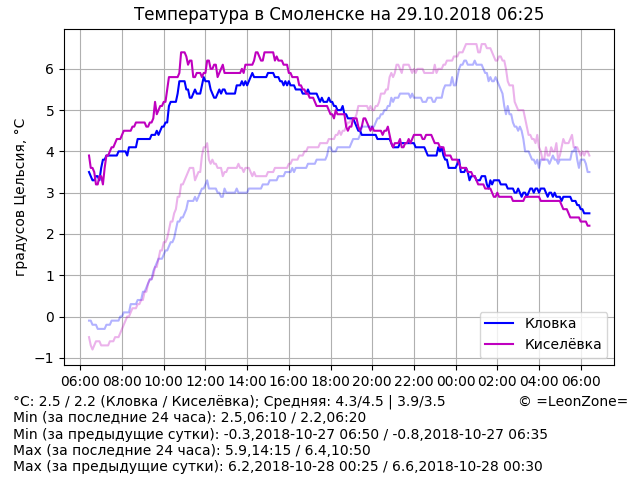 Температура в Смоленске на 29.10.2018 06:25
градусов Цельсия, °C
6
5
4
3
2
1
0
−1
Кловка
Киселёвка
06:00 08:00 10:00 12:00 14:00 16:00 18:00 20:00 22:00 00:00 02:00 04:00 06:00
°C: 2.5 / 2.2 (Кловка / Киселёвка); Средняя: 4.3/4.5 | 3.9/3.5 © =LeonZone=
Min (за последние 24 часа): 2.5,06:10 / 2.2,06:20
Min (за предыдущие сутки): -0.3,2018-10-27 06:50 / -0.8,2018-10-27 06:35
Max (за последние 24 часа): 5.9,14:15 / 6.4,10:50
Max (за предыдущие сутки): 6.2,2018-10-28 00:25 / 6.6,2018-10-28 00:30